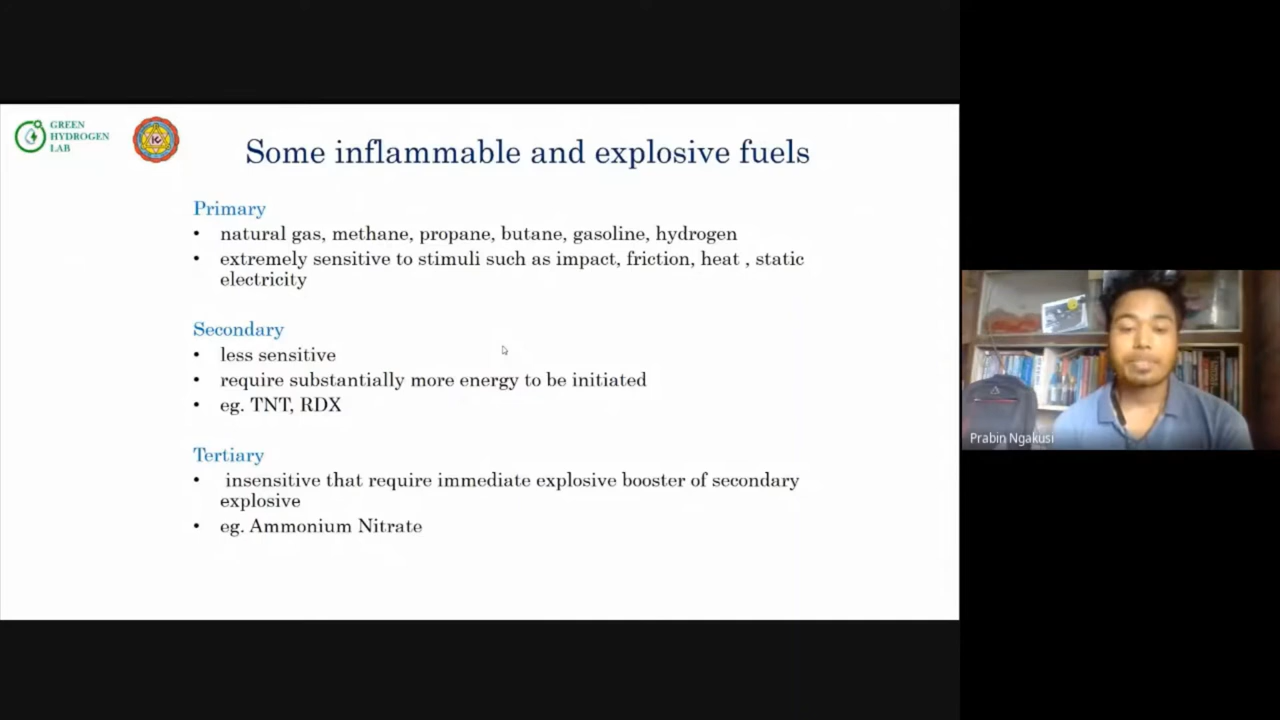 GREEN
HYDROGEN
LAB
Some inflammable and explosive fuels
Primary
• natural gas, methane, propane, butane, gasoline, hydrogen
• extremely sensitive to stimuli such as impact, friction, heat , static
electricity
Secondary
• less sensitive
• require substantially more energy to be initiated
• eg. TNT, RDX
Tertiary
• insensitive that require immediate explosive booster of secondary
explosive
• eg. Ammonium Nitrate
Prabin Ngakusi